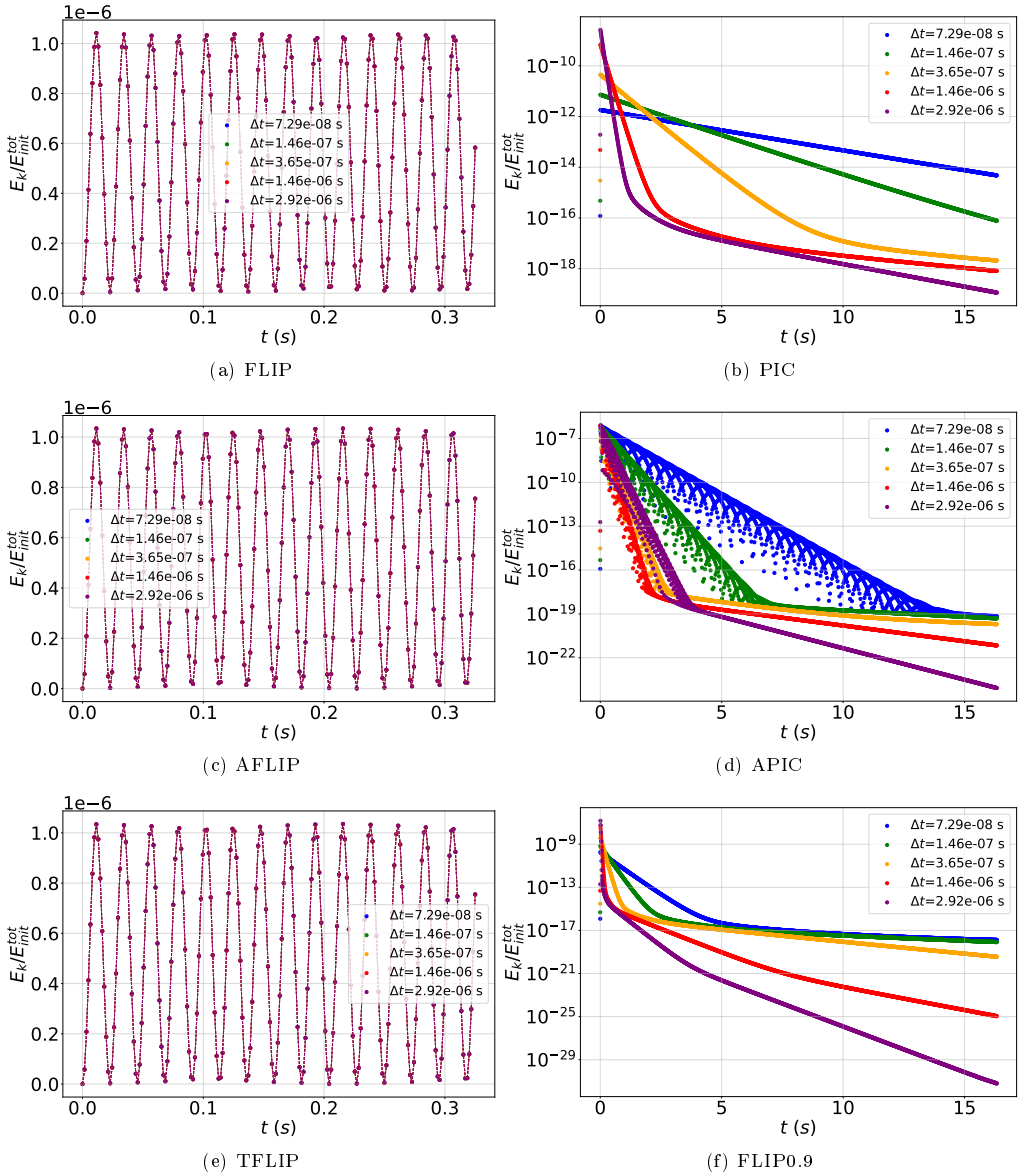 1e−6
1.0
0.8
0.6
0.4
0.2
0.0
E_k/E_init^tot
Δt=7.29e-08 s
Δt=1.46e-07 s
Δt=3.65e-07 s
Δt=1.46e-06 s
Δt=2.92e-06 s
0.0 0.1 0.2 0.3
t (s)
(a) FLIP
10^−10
10^−12
10^−14
10^−16
10^−18
E_k/E_init^tot
Δt=7.29e-08 s
Δt=1.46e-07 s
Δt=3.65e-07 s
Δt=1.46e-06 s
Δt=2.92e-06 s
0 5 10 15
t (s)
(b) PIC
1e−6
1.0
0.8
0.6
0.4
0.2
0.0
E_k/E_init^tot
Δt=7.29e-08 s
Δt=1.46e-07 s
Δt=3.65e-07 s
Δt=1.46e-06 s
Δt=2.92e-06 s
0.0 0.1 0.2 0.3
t (s)
(c) AFLIP
10^−7
10^−10
10^−13
10^−16
10^−19
10^−22
E_k/E_init^tot
Δt=7.29e-08 s
Δt=1.46e-07 s
Δt=3.65e-07 s
Δt=1.46e-06 s
Δt=2.92e-06 s
0 5 10 15
t (s)
(d) APIC
1e−6
1.0
0.8
0.6
0.4
0.2
0.0
E_k/E_init^tot
Δt=7.29e-08 s
Δt=1.46e-07 s
Δt=3.65e-07 s
Δt=1.46e-06 s
Δt=2.92e-06 s
0.0 0.1 0.2 0.3
t (s)
(e) TFLIP
10^−9
10^−13
10^−17
10^−21
10^−25
10^−29
E_k/E_init^tot
Δt=7.29e-08 s
Δt=1.46e-07 s
Δt=3.65e-07 s
Δt=1.46e-06 s
Δt=2.92e-06 s
0 5 10 15
t (s)
(f) FLIP0.9